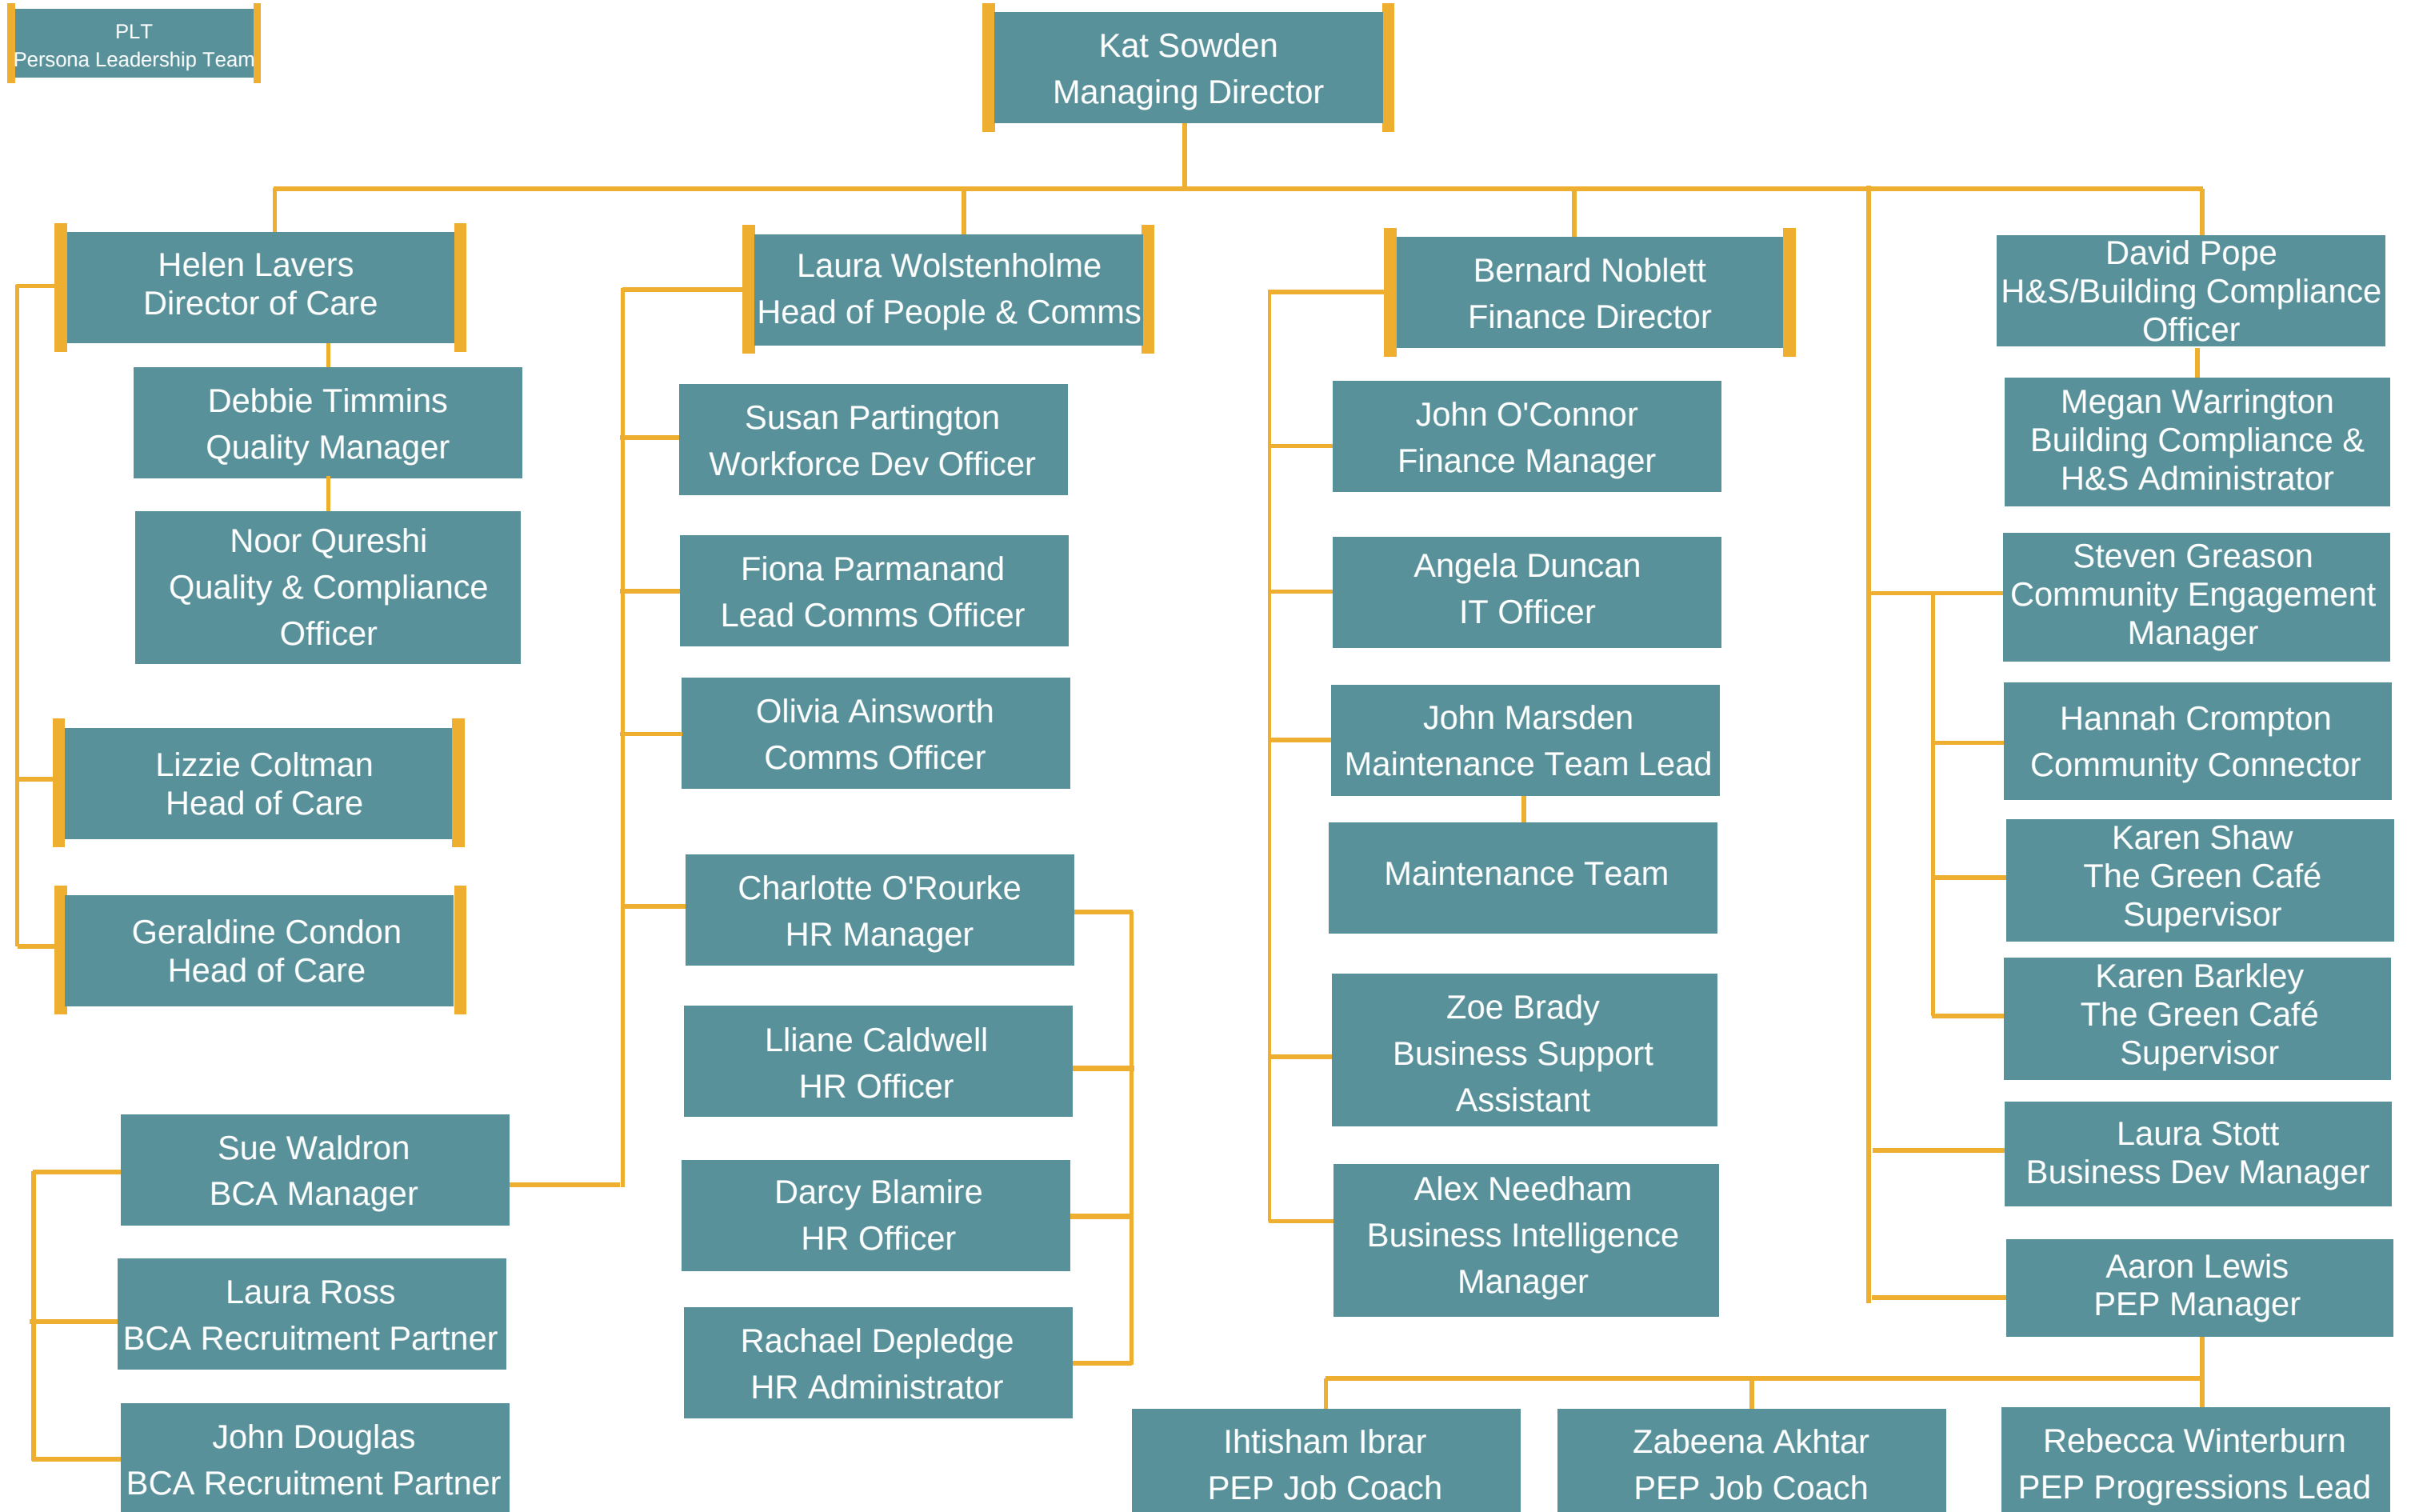 PLT
Persona Leadership Team
Kat Sowden
Managing Director
Helen Lavers
Director of Care
Debbie Timmins
Quality Manager
Noor Qureshi
Quality & Compliance
Officer
Lizzie Coltman
Head of Care
Geraldine Condon
Head of Care
Sue Waldron
BCA Manager
Laura Ross
BCA Recruitment Partner
John Douglas
BCA Recruitment Partner
Laura Wolstenholme
Head of People & Comms
Susan Partington
Workforce Dev Officer
Fiona Parmanand
Lead Comms Officer
Olivia Ainsworth
Comms Officer
Charlotte O'Rourke
HR Manager
Lliane Caldwell
HR Officer
Darcy Blamire
HR Officer
Rachael Depledge
HR Administrator
Bernard Noblett
Finance Director
John O'Connor
Finance Manager
Angela Duncan
IT Officer
John Marsden
Maintenance Team Lead
Maintenance Team
Zoe Brady
Business Support
Assistant
Alex Needham
Business Intelligence
Manager
David Pope
H&S/Building Compliance
Officer
Megan Warrington
Building Compliance &
H&S Administrator
Steven Greason
Community Engagement
Manager
Hannah Crompton
Community Connector
Karen Shaw
The Green Café
Supervisor
Karen Barkley
The Green Café
Supervisor
Laura Stott
Business Dev Manager
Aaron Lewis
PEP Manager
Ihtisham Ibrar
PEP Job Coach
Zabeena Akhtar
PEP Job Coach
Rebecca Winterburn
PEP Progressions Lead